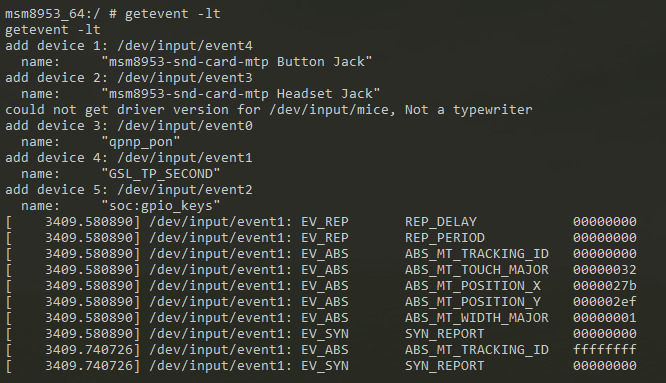 msm8953_64:/ # getevent -lt
getevent -lt
add device 1: /dev/input/event4
  name:     "msm8953-snd-card-mtp Button Jack"
add device 2: /dev/input/event3
  name:     "msm8953-snd-card-mtp Headset Jack"
could not get driver version for /dev/input/mice, Not a typewriter
add device 3: /dev/input/event0
  name:     "qpnp_pon"
add device 4: /dev/input/event1
  name:     "GSL_TP_SECOND"
add device 5: /dev/input/event2
  name:     "soc:gpio_keys"
[    3409.580890] /dev/input/event1: EV_REP       REP_DELAY            00000000
[    3409.580890] /dev/input/event1: EV_REP       REP_PERIOD           00000000
[    3409.580890] /dev/input/event1: EV_ABS       ABS_MT_TRACKING_ID   00000000
[    3409.580890] /dev/input/event1: EV_ABS       ABS_MT_TOUCH_MAJOR   00000032
[    3409.580890] /dev/input/event1: EV_ABS       ABS_MT_POSITION_X    0000027b
[    3409.580890] /dev/input/event1: EV_ABS       ABS_MT_POSITION_Y    000002ef
[    3409.580890] /dev/input/event1: EV_ABS       ABS_MT_WIDTH_MAJOR   00000001
[    3409.580890] /dev/input/event1: EV_SYN       SYN_REPORT           00000000
[    3409.740726] /dev/input/event1: EV_ABS       ABS_MT_TRACKING_ID   ffffffff
[    3409.740726] /dev/input/event1: EV_SYN       SYN_REPORT           00000000